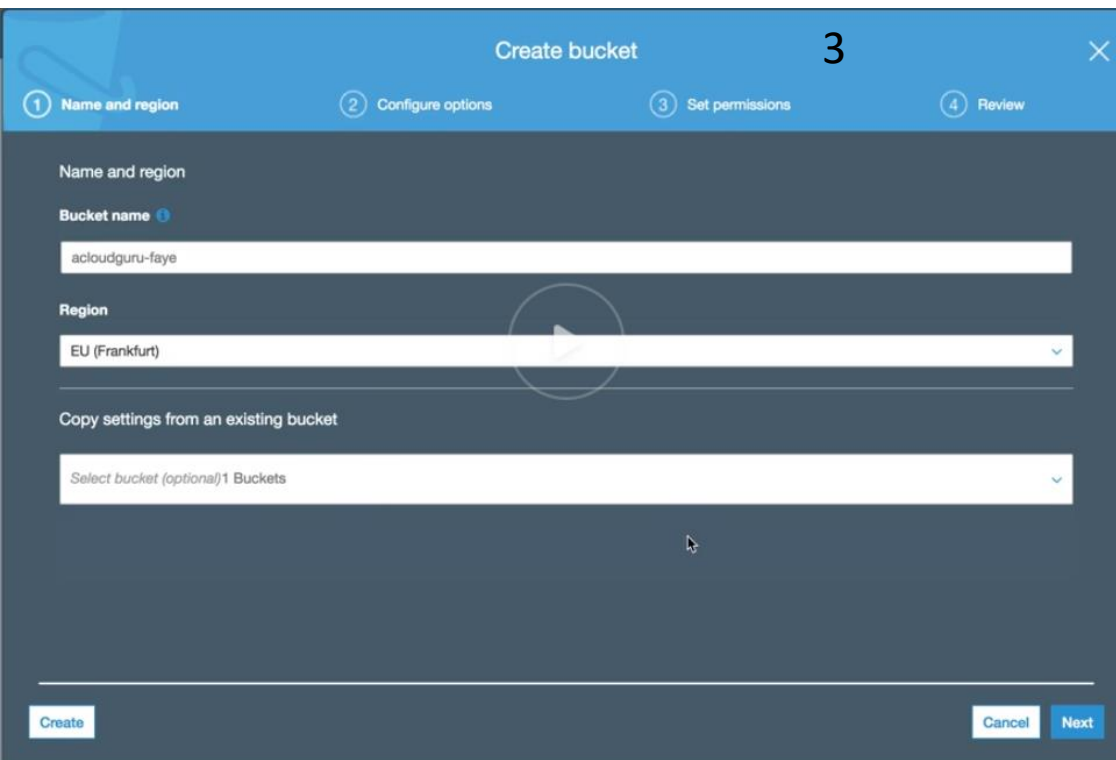 Create bucket 3
1 Name and region 2 Configure options 3 Set permissions 4 Review
Name and region
Bucket name
acloudguru-faye
Region
EU (Frankfurt)
Copy settings from an existing bucket
Select bucket (optional)1 Buckets
Create Cancel Next